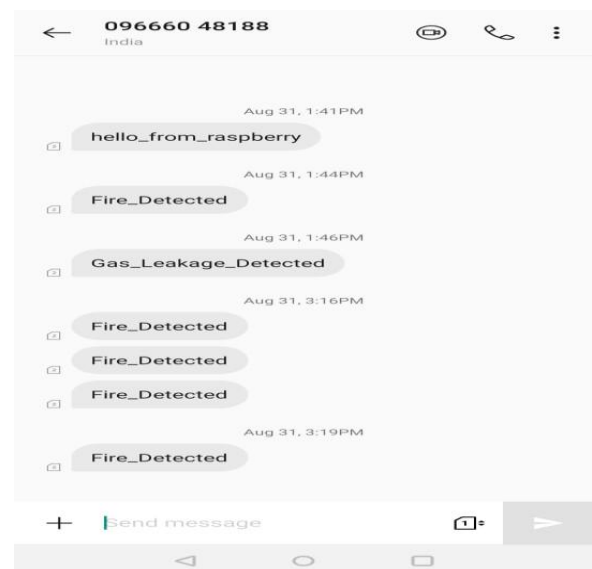 096660 48188
India
Aug 31, 1:41PM
hello_from_raspberry
Aug 31, 1:44PM
Fire_Detected
Aug 31, 1:46PM
Gas_Leakage_Detected
Aug 31, 3:16PM
Fire_Detected
Fire_Detected
Fire_Detected
Aug 31, 3:19PM
Fire_Detected
Send message
1